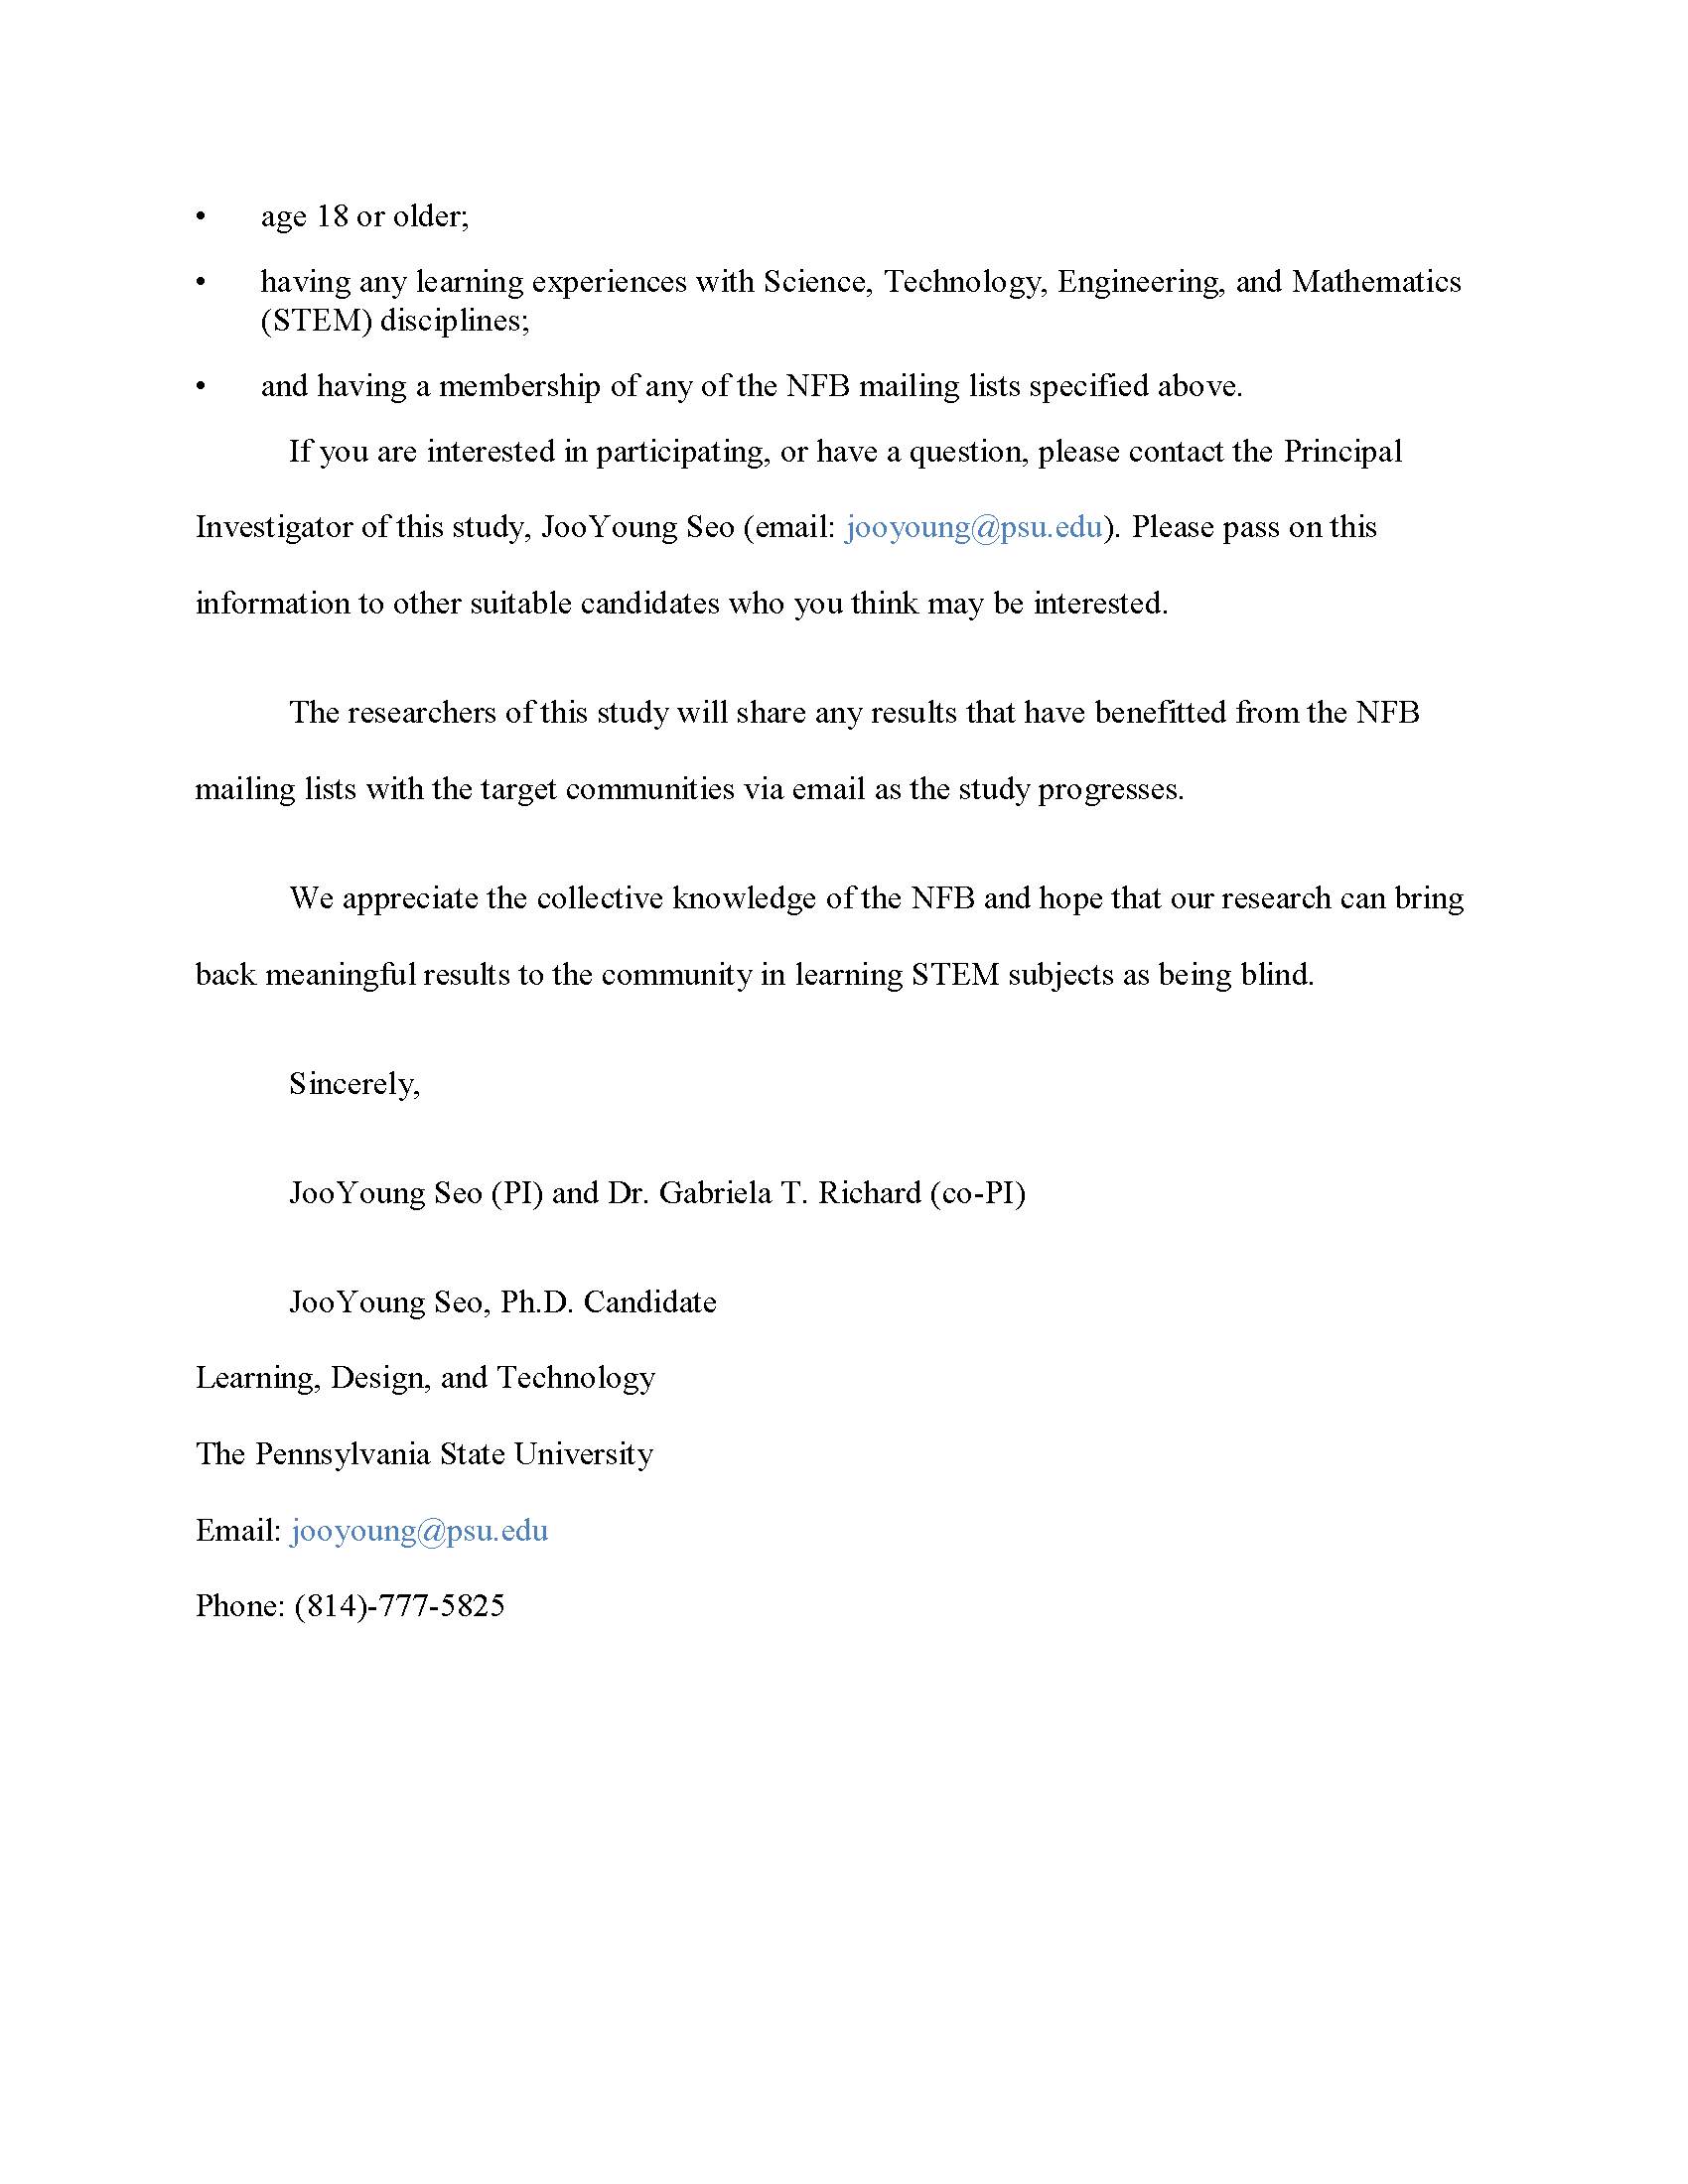 • age 18 or older;
• having any learning experiences with Science, Technology, Engineering, and Mathematics
(STEM) disciplines;
• and having a membership of any of the NFB mailing lists specified above.
If you are interested in participating, or have a question, please contact the Principal
Investigator of this study, JooYoung Seo (email: jooyoung@psu.edu). Please pass on this
information to other suitable candidates who you think may be interested.
The researchers of this study will share any results that have benefitted from the NFB
mailing lists with the target communities via email as the study progresses.
We appreciate the collective knowledge of the NFB and hope that our research can bring
back meaningful results to the community in learning STEM subjects as being blind.
Sincerely,
JooYoung Seo (PI) and Dr. Gabriela T. Richard (co-PI)
JooYoung Seo, Ph.D. Candidate
Learning, Design, and Technology
The Pennsylvania State University
Email: jooyoung@psu.edu
Phone: (814)-777-5825